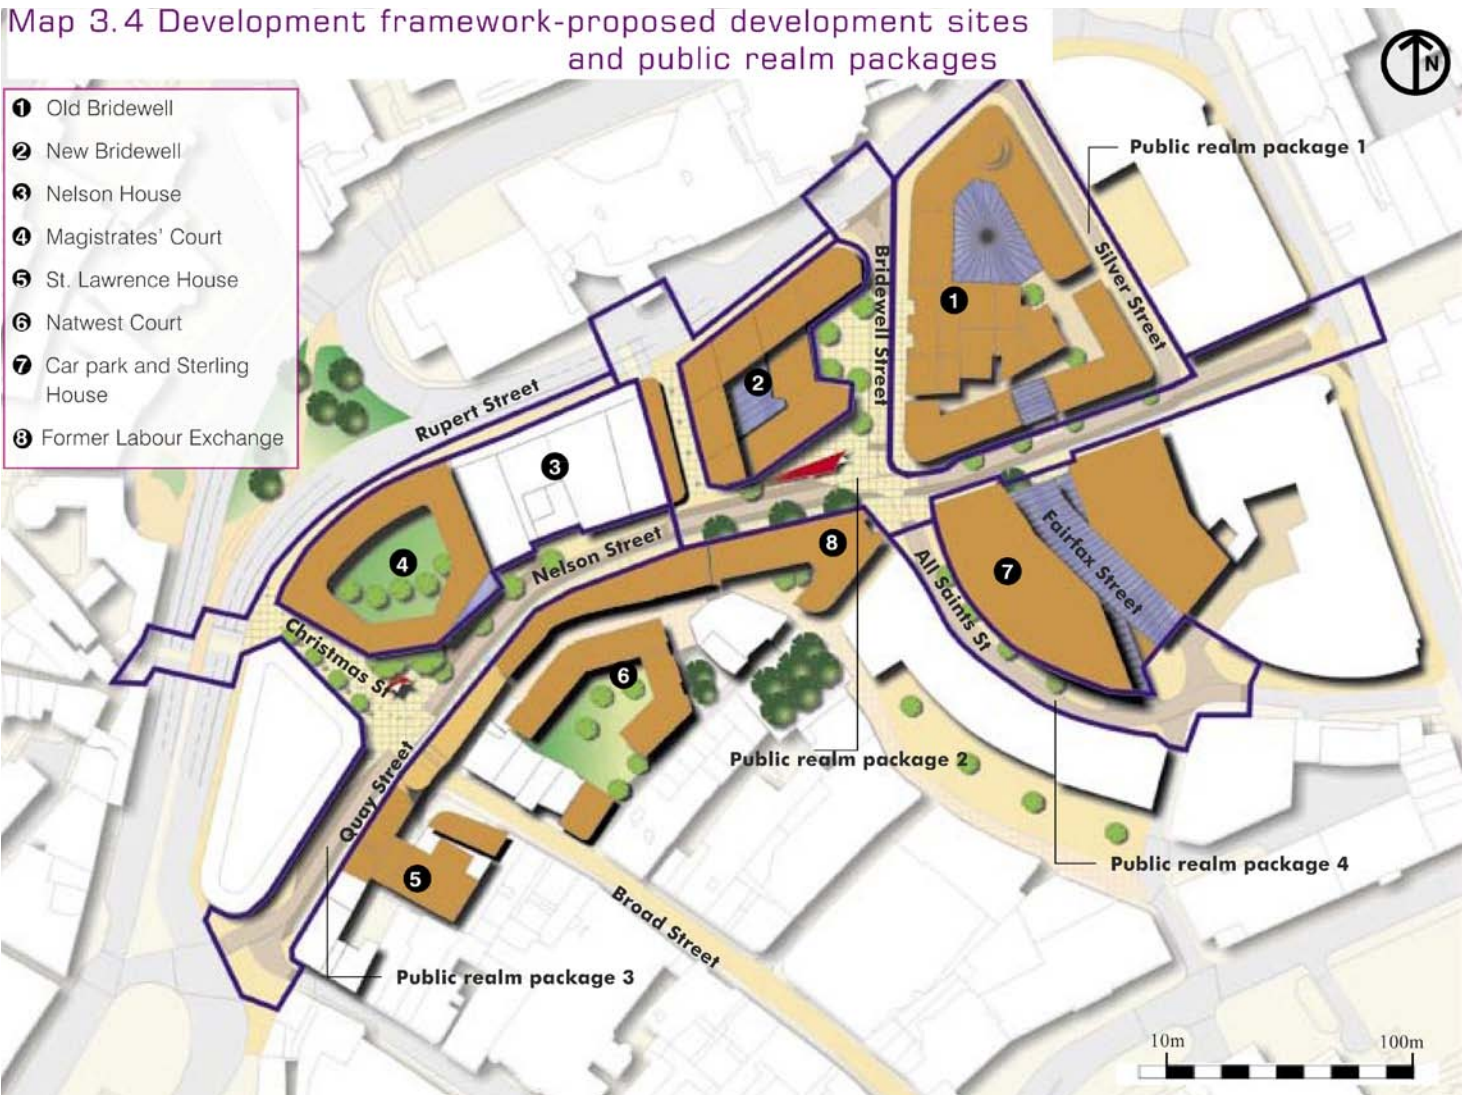 Map 3.4 Development framework-proposed development sites
and public realm packages
N
1 Old Bridewell
2 New Bridewell
3 Nelson House
4 Magistrates' Court
5 St. Lawrence House
6 Natwest Court
7 Car park and Sterling
House
8 Former Labour Exchange
Public realm package 1
Silver Street
Bridewell Street
1
2
Rupert Street
3
Nelson Street
4
8
Fairfax Street
7
All Saints St
Christmas St
6
Public realm package 2
Quay Street
5
Public realm package 4
Broad Street
Public realm package 3
10m
100m